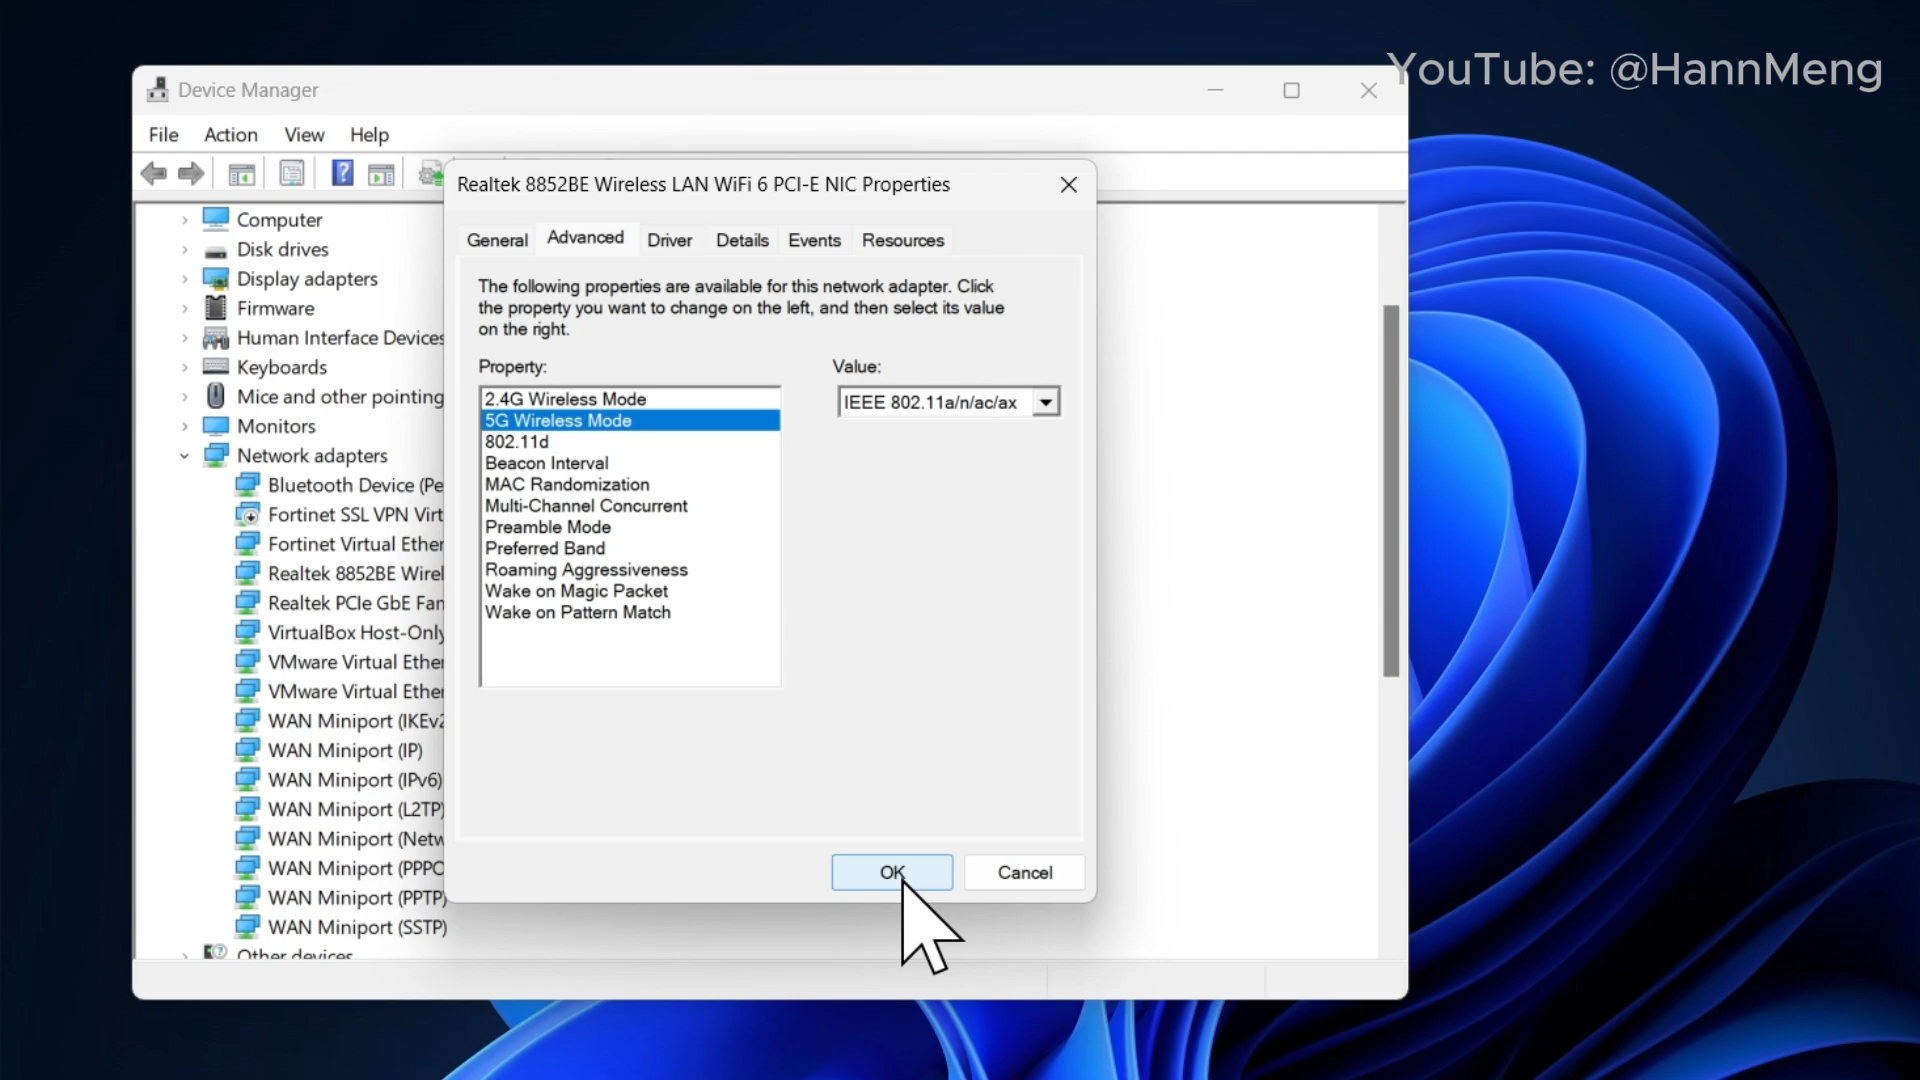 YouTube: @HannMeng
Device Manager
File Action View Help
Realtek 8852BE Wireless LAN WiFi 6 PCI-E NIC Properties
General Advanced Driver Details Events Resources
The following properties are available for this network adapter. Click
the property you want to change on the left, and then select its value
on the right.
Property:
2.4G Wireless Mode
5G Wireless Mode
802.11d
Beacon Interval
MAC Randomization
Multi-Channel Concurrent
Preamble Mode
Preferred Band
Roaming Aggressiveness
Wake on Magic Packet
Wake on Pattern Match
Value:
IEEE 802.11a/n/ac/ax
OK Cancel
Computer
Disk drives
Display adapters
Firmware
Human Interface Devices
Keyboards
Mice and other pointing
Monitors
Network adapters
Bluetooth Device (Pe
Fortinet SSL VPN Virt
Fortinet Virtual Ether
Realtek 8852BE Wirel
Realtek PCIe GbE Fam
VirtualBox Host-Only
VMware Virtual Ether
VMware Virtual Ether
WAN Miniport (IKEv2
WAN Miniport (IP)
WAN Miniport (IPv6)
WAN Miniport (L2TP)
WAN Miniport (Netw
WAN Miniport (PPPO
WAN Miniport (PPTP)
WAN Miniport (SSTP)
Other devices